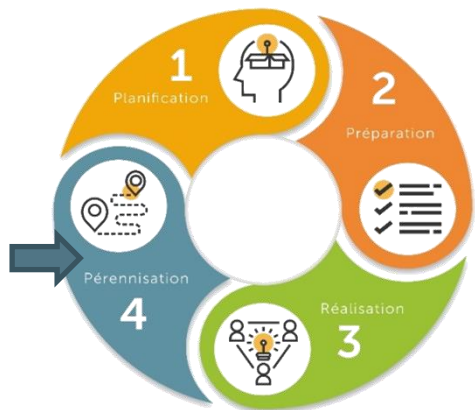 1
Planification
2
Préparation
Réalisation
3
Pérennisation
4